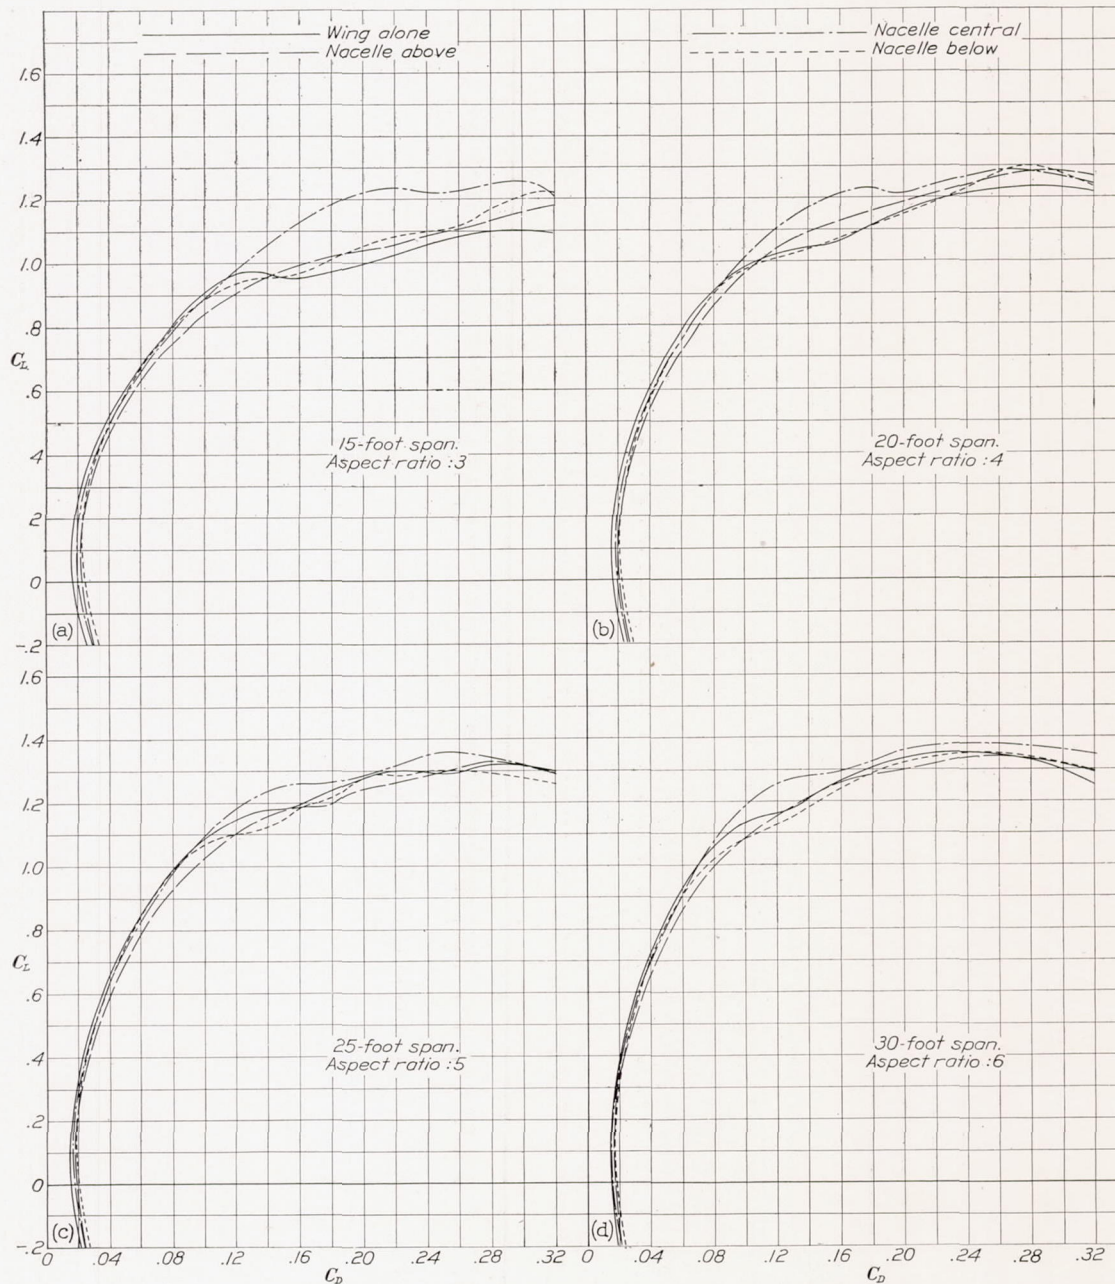 Wing alone
Nacelle above
Nacelle central
Nacelle below
1.6
1.4
1.2
1.0
.8
C_L
.6
.4
.2
0
-.2
15-foot span.
Aspect ratio :3
(a)
20-foot span.
Aspect ratio :4
(b)
1.6
1.4
1.2
1.0
.8
C_L
.6
.4
.2
0
-.2
25-foot span.
Aspect ratio :5
(c)
30-foot span.
Aspect ratio :6
(d)
0 .04 .08 .12 .16 .20 .24 .28 .32
C_D
0 .04 .08 .12 .16 .20 .24 .28 .32
C_D